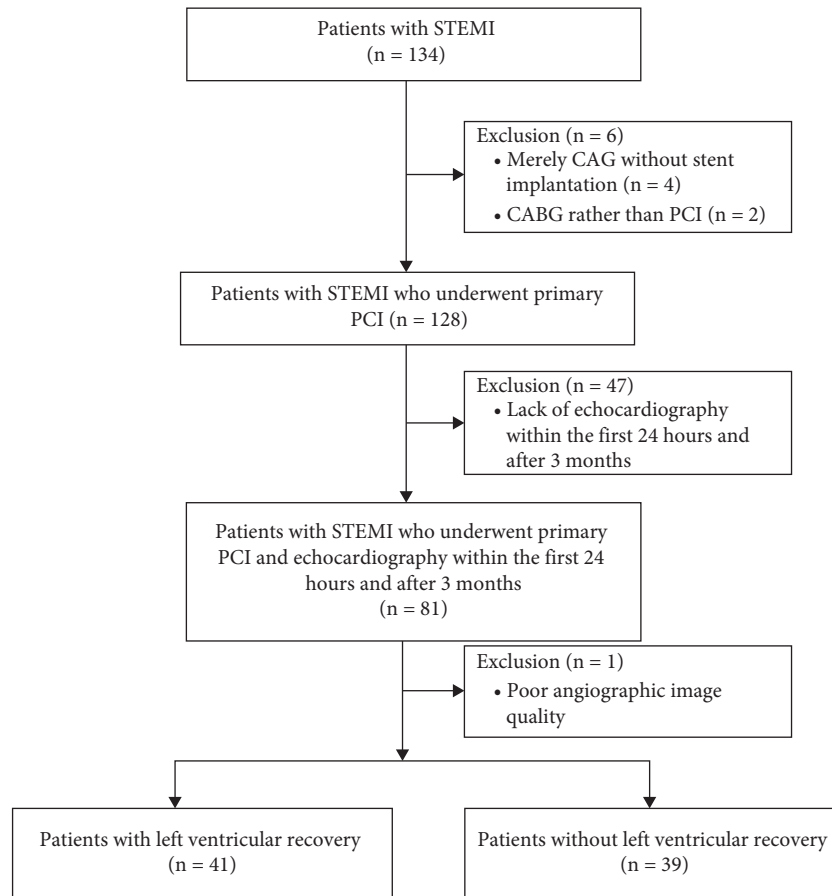 Patients with STEMI
(n = 134)
Exclusion (n = 6)
• Merely CAG without stent
implantation (n = 4)
• CABG rather than PCI (n = 2)
Patients with STEMI who underwent primary
PCI (n = 128)
Exclusion (n = 47)
• Lack of echocardiography
within the first 24 hours and
after 3 months
Patients with STEMI who underwent primary
PCI and echocardiography within the first 24
hours and after 3 months
(n = 81)
Exclusion (n = 1)
• Poor angiographic image
quality
Patients with left ventricular recovery
(n = 41)
Patients without left ventricular recovery
(n = 39)